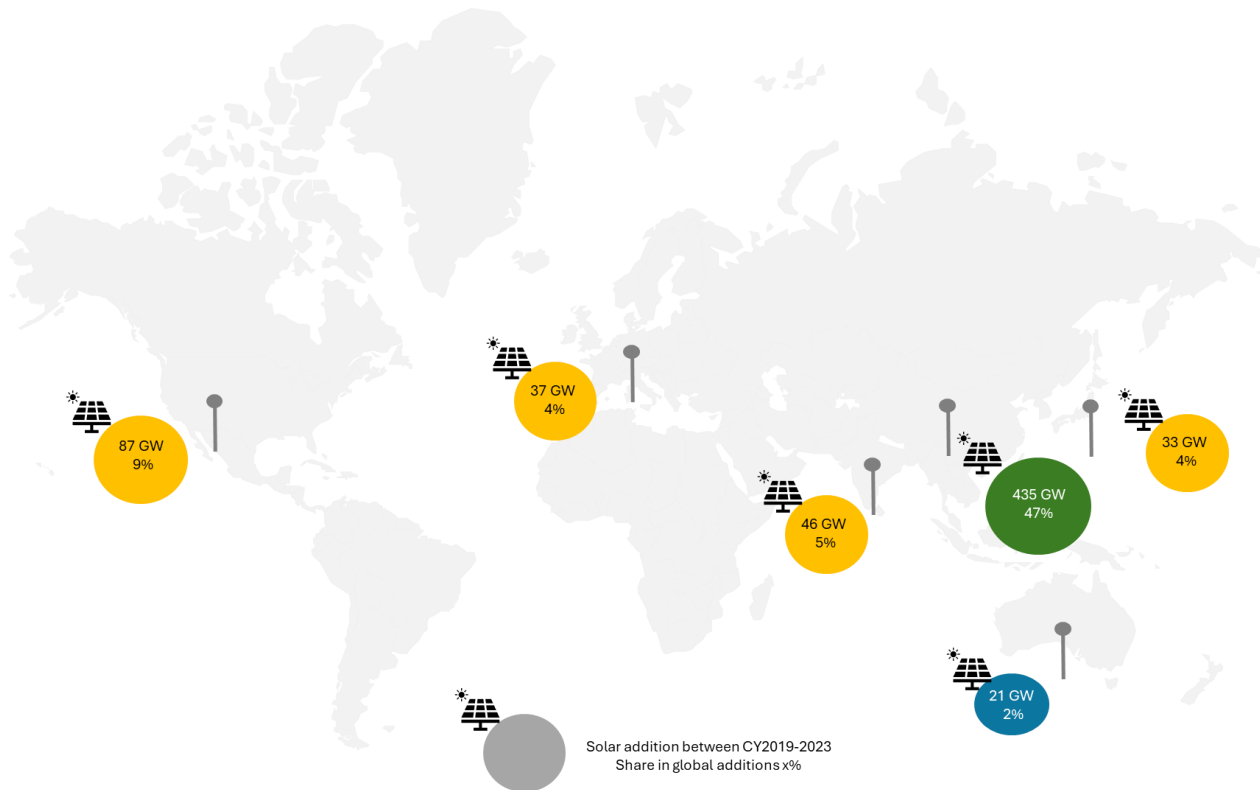 37 GW
4%
87 GW
9%
33 GW
4%
435 GW
47%
46 GW
5%
21 GW
2%
Solar addition between CY2019-2023
Share in global additions x%